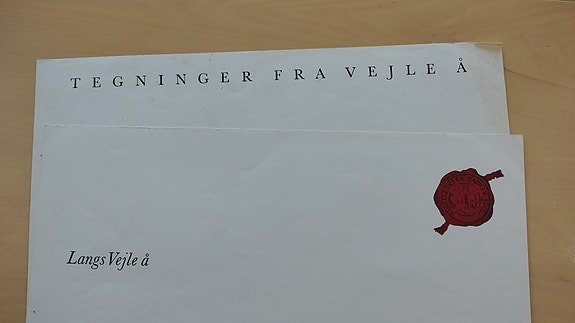 TEGNINGER FRA VEJLE Å
Langs Vejle å